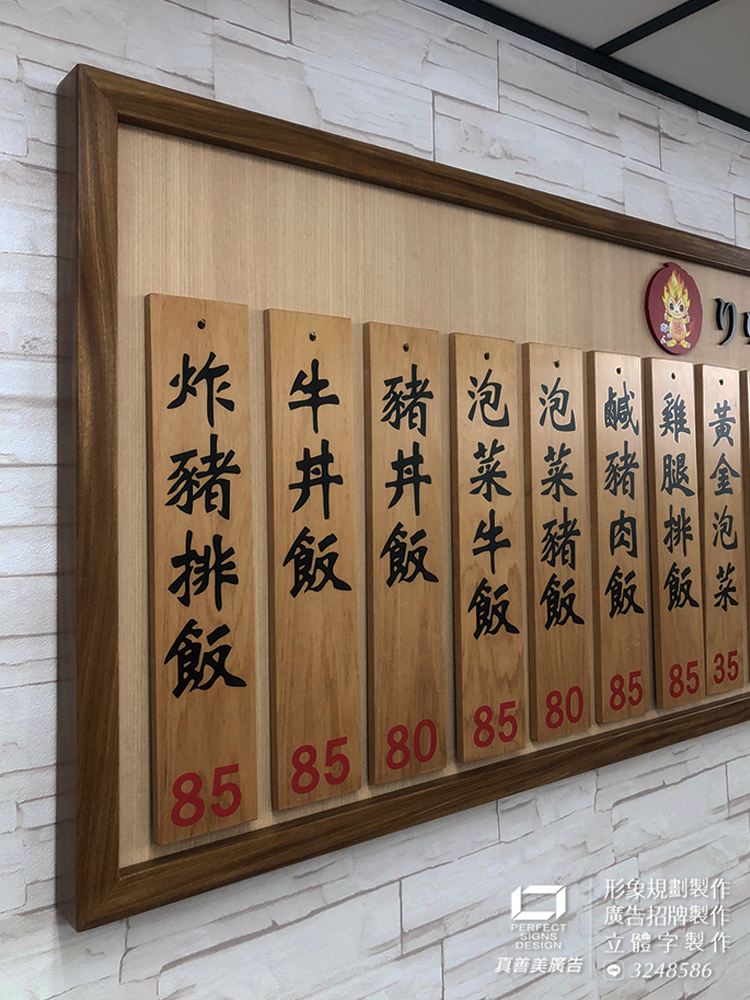 炸豬排飯
85
牛丼飯
85
豬丼飯
80
泡菜牛飯
85
泡菜豬飯
80
鹹豬肉飯
85
雞腿排飯
85
黃金泡菜
35
り
PERFECT
SIGNS
DESIGN
真善美廣告
形象規劃製作
廣告招牌製作
立體字製作
3248586